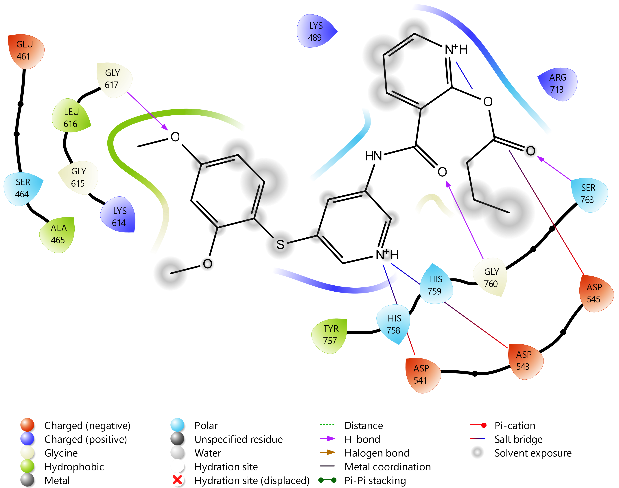 GLU
461
LYS
489
GLY
617
ARG
713
LEU
616
GLY
615
SER
464
LYS
614
ALA
465
SER
763
GLY
760
HIS
759
ASP
545
HIS
758
TYR
757
ASP
543
ASP
541
O
O
S
HN
O
N⁺H
O
O
N⁺H
Charged (negative)
Charged (positive)
Glycine
Hydrophobic
Metal
Polar
Unspecified residue
Water
Hydration site
Hydration site (displaced)
Distance
H bond
Halogen bond
Metal coordination
Pi-Pi stacking
Pi-cation
Salt bridge
Solvent exposure